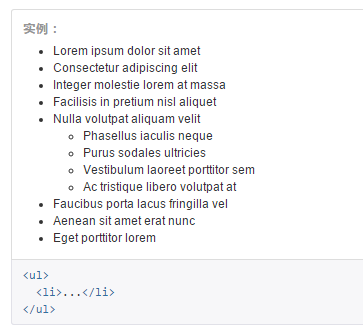 实例：
Lorem ipsum dolor sit amet
Consectetur adipiscing elit
Integer molestie lorem at massa
Facilisis in pretium nisl aliquet
Nulla volutpat aliquam velit
Phasellus iaculis neque
Purus sodales ultricies
Vestibulum laoreet porttitor sem
Ac tristique libero volutpat at
Faucibus porta lacus fringilla vel
Aenean sit amet erat nunc
Eget porttitor lorem
<ul>
  <li>...</li>
</ul>